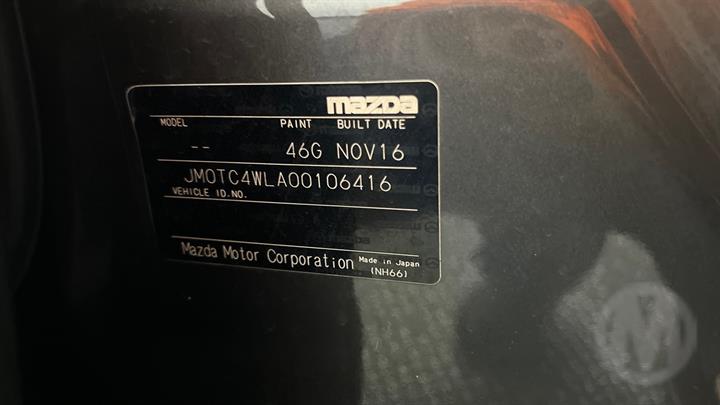 mazda
MODEL PAINT BUILT DATE
-- 46G NOV16
JM0TC4WLA00106416
VEHICLE ID.NO.
Mazda Motor Corporation Made in Japan
(NH66)
M